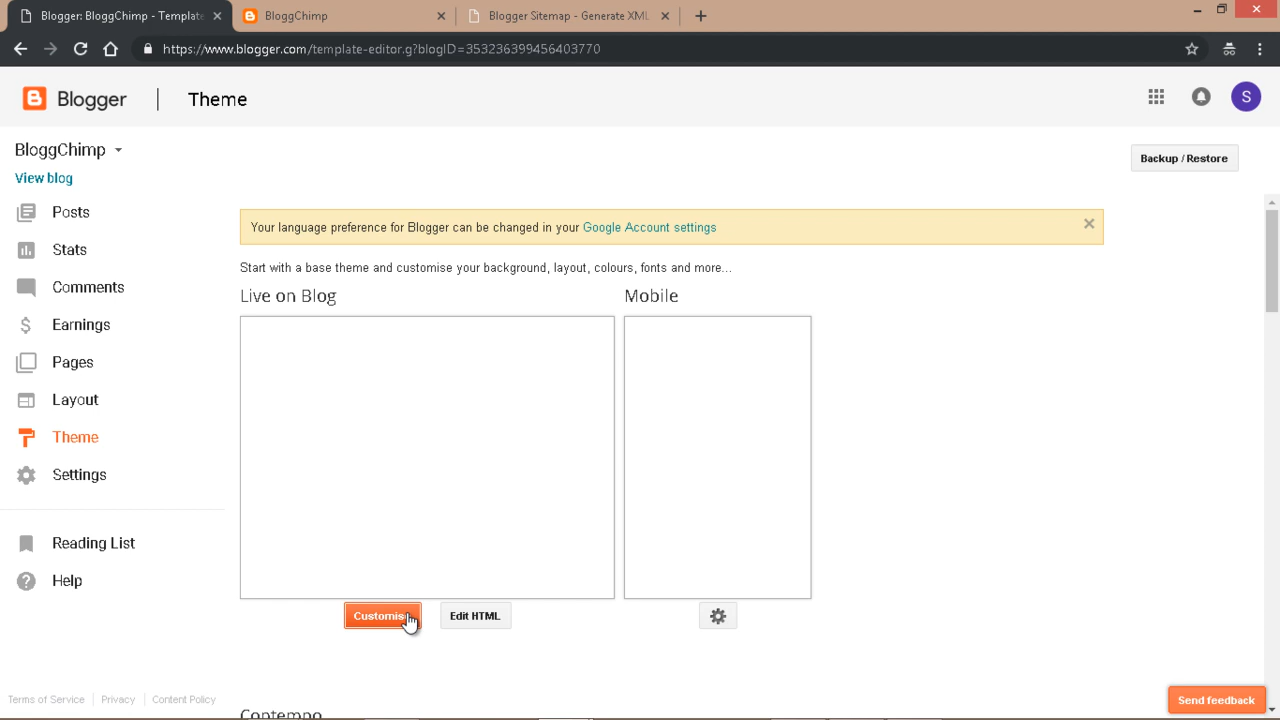 Blogger: BloggChimp - Template
BloggChimp
Blogger Sitemap - Generate XML
https://www.blogger.com/template-editor.g?blogID=353236399456403770
Blogger
Theme
S
BloggChimp
Backup / Restore
View blog
Posts
Stats
Comments
Earnings
Pages
Layout
Theme
Settings
Reading List
Help
Your language preference for Blogger can be changed in your Google Account settings
Start with a base theme and customise your background, layout, colours, fonts and more...
Live on Blog
Mobile
Customise
Edit HTML
Terms of Service
Privacy
Content Policy
Contempo
Send feedback